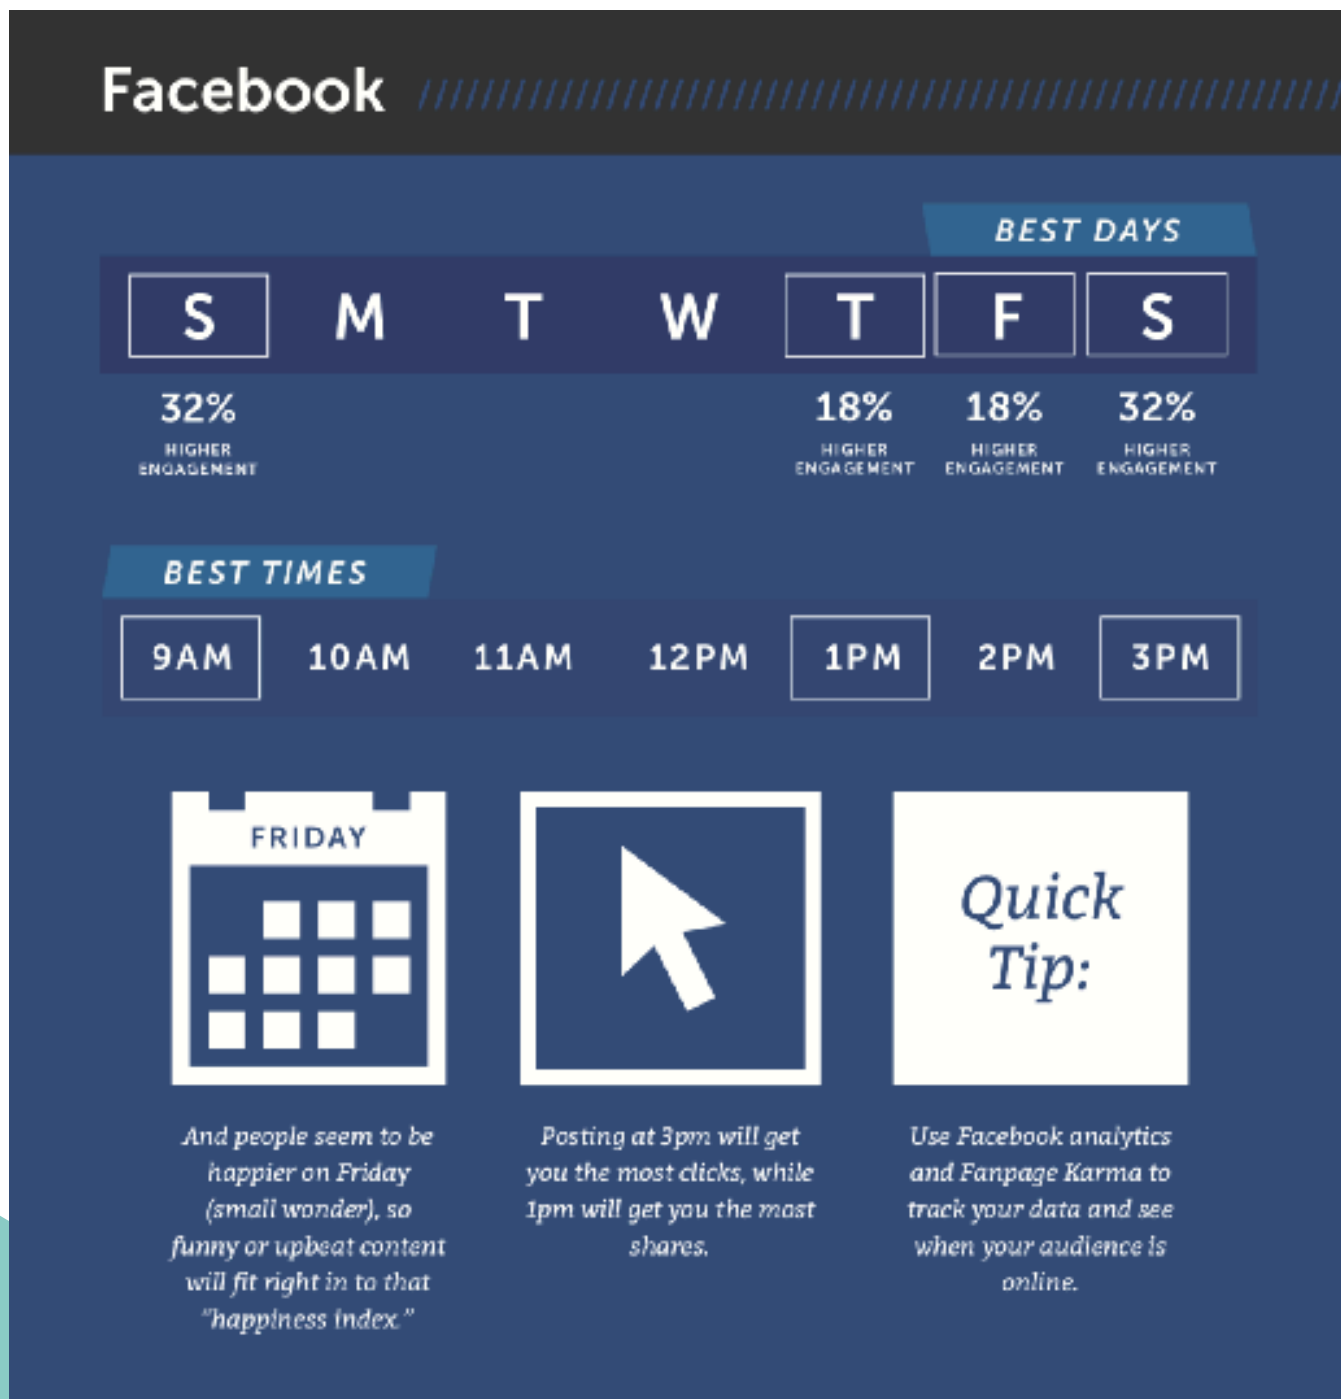 Facebook
BEST DAYS
S M T W T F S
32% 18% 18% 32%
HIGHER HIGHER HIGHER HIGHER
ENGAGEMENT ENGAGEMENT ENGAGEMENT ENGAGEMENT
BEST TIMES
9AM 10AM 11AM 12PM 1PM 2PM 3PM
FRIDAY
And people seem to be
happier on Friday
(small wonder), so
funny or upbeat content
will fit right in to that
"happiness index."
Posting at 3pm will get
you the most clicks, while
1pm will get you the most
shares.
Quick
Tip:
Use Facebook analytics
and Fanpage Karma to
track your data and see
when your audience is
online.